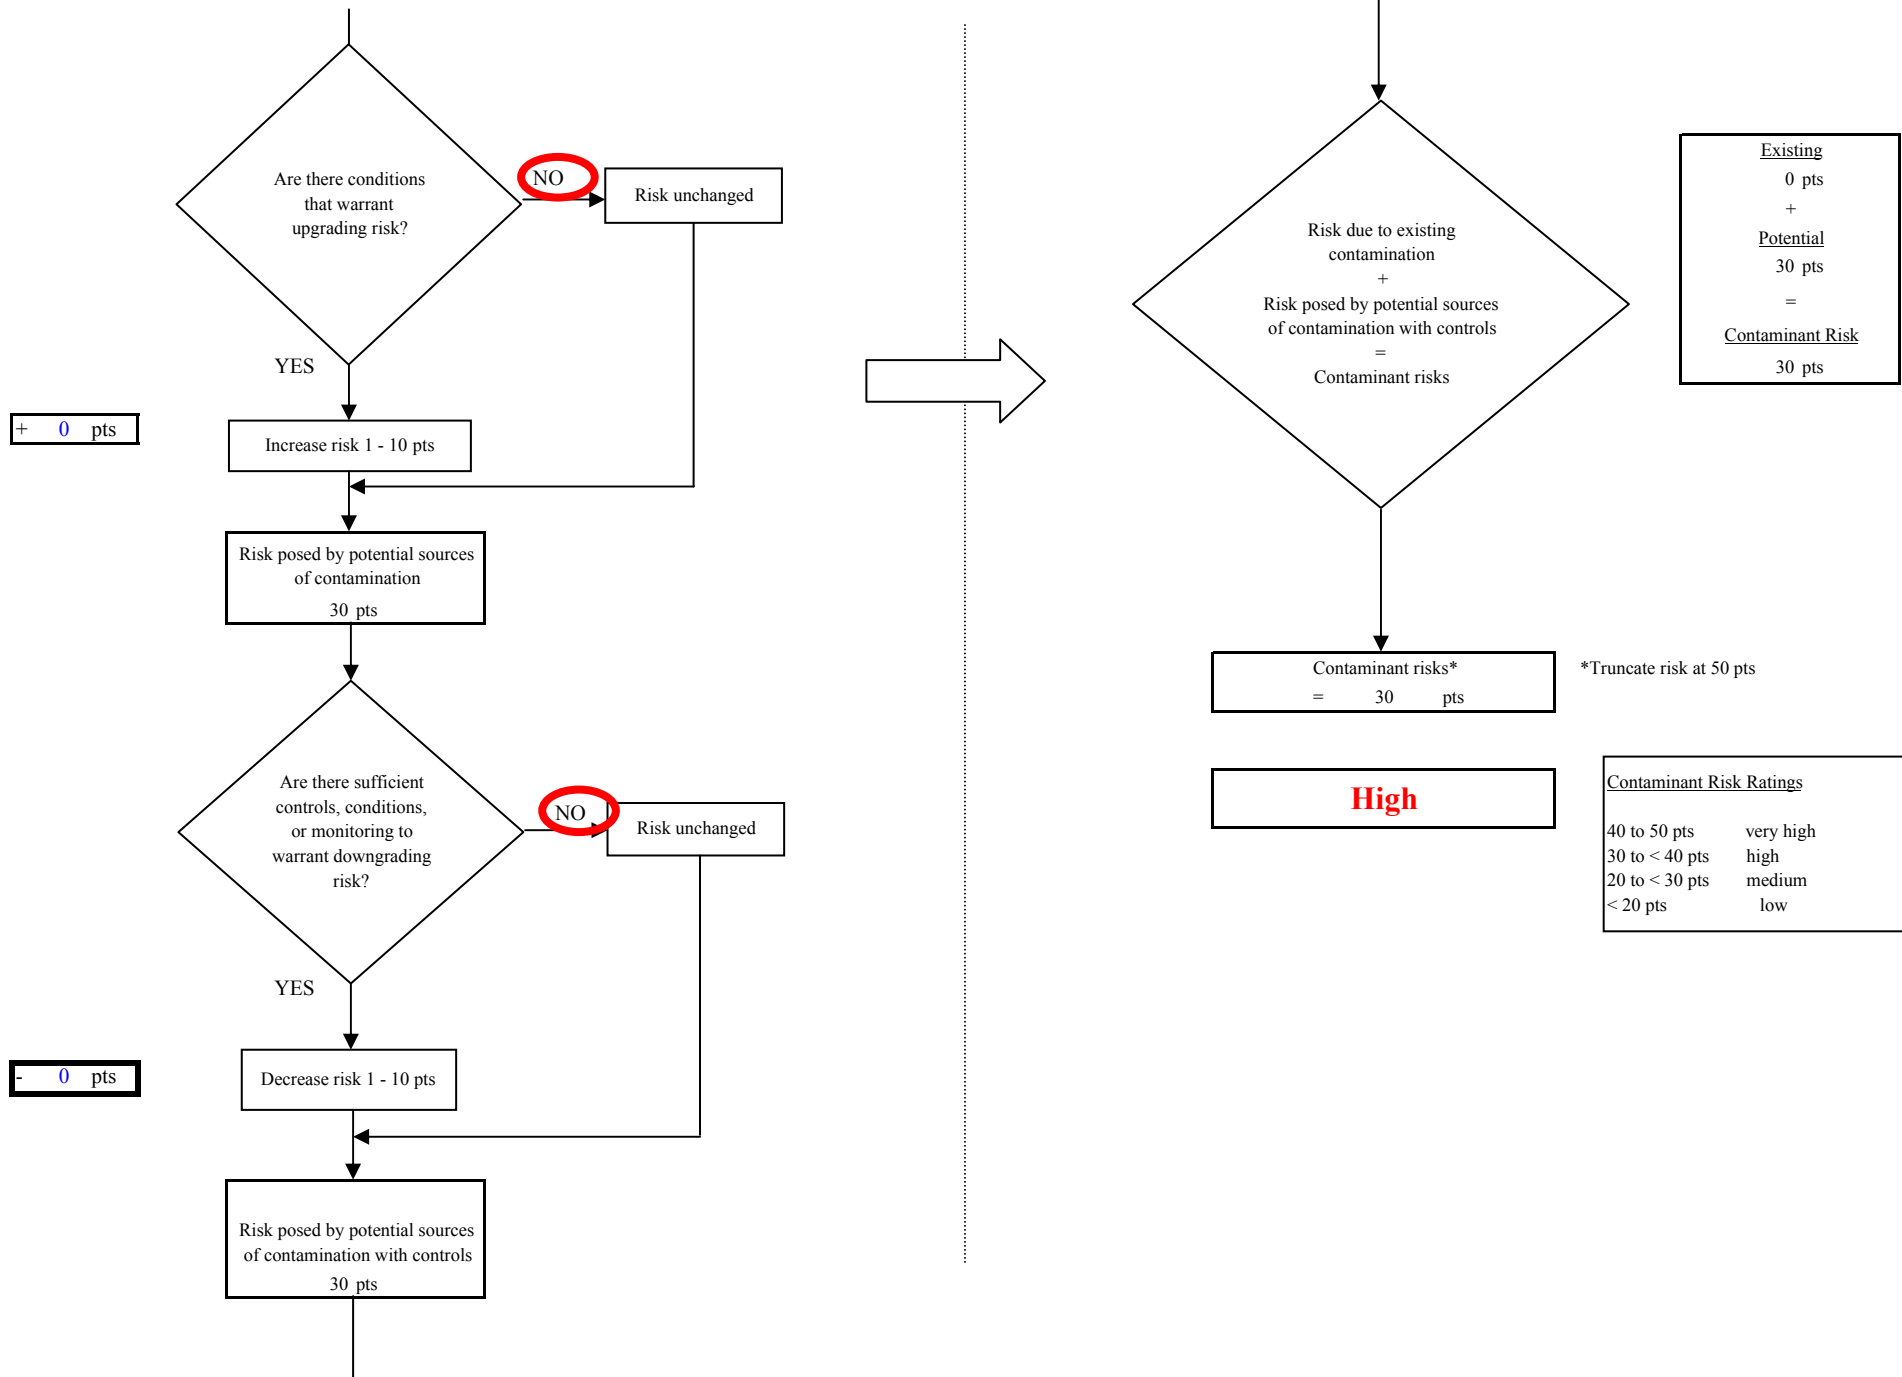 Are there conditions
that warrant
upgrading risk?
NO
Risk unchanged
YES
+ 0 pts
Increase risk 1 - 10 pts
Risk posed by potential sources
of contamination
30 pts
Are there sufficient
controls, conditions,
or monitoring to
warrant downgrading
risk?
NO
Risk unchanged
YES
- 0 pts
Decrease risk 1 - 10 pts
Risk posed by potential sources
of contamination with controls
30 pts
Risk due to existing
contamination
+
Risk posed by potential sources
of contamination with controls
=
Contaminant risks
Existing
0 pts
+
Potential
30 pts
=
Contaminant Risk
30 pts
Contaminant risks*
= 30 pts
*Truncate risk at 50 pts
High
Contaminant Risk Ratings
40 to 50 pts very high
30 to < 40 pts high
20 to < 30 pts medium
< 20 pts low